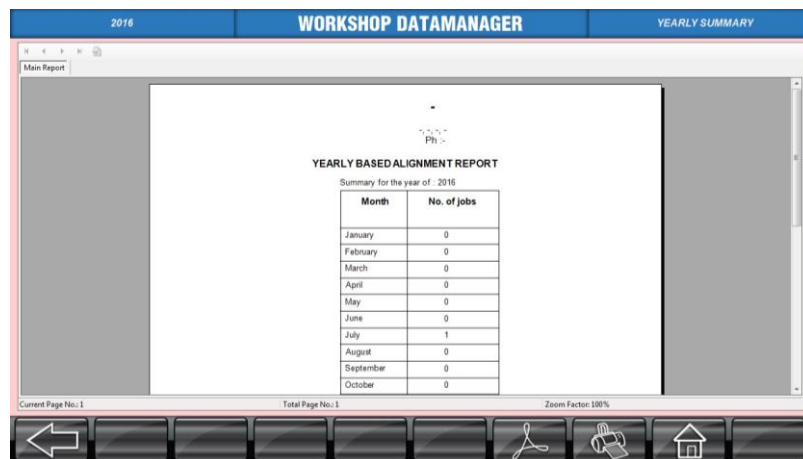 2016 WORKSHOP DATAMANAGER YEARLY SUMMARY
Main Report
-
-, -, -, -
Ph :-
YEARLY BASED ALIGNMENT REPORT
Summary for the year of : 2016
Month No. of jobs
January 0
February 0
March 0
April 0
May 0
June 0
July 1
August 0
September 0
October 0
Current Page No.: 1 Total Page No.: 1 Zoom Factor: 100%